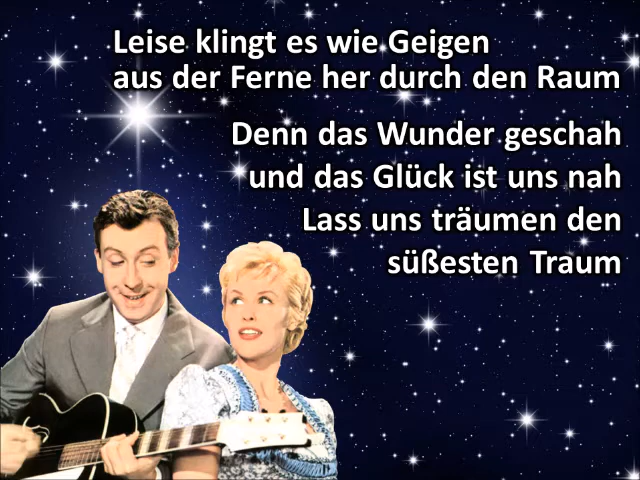 Leise klingt es wie Geigen
aus der Ferne her durch den Raum
Denn das Wunder geschah
und das Glück ist uns nah
Lass uns träumen den
süßesten Traum